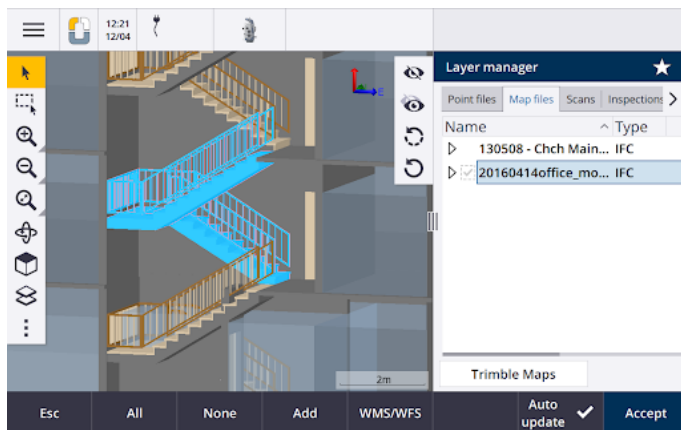 12:21
12/04
Layer manager
Point files
Map files
Scans
Inspections
Name
Type
130508 - Chch Main... IFC
20160414office_mo... IFC
E
2m
Trimble Maps
Esc
All
None
Add
WMS/WFS
Auto
update
Accept